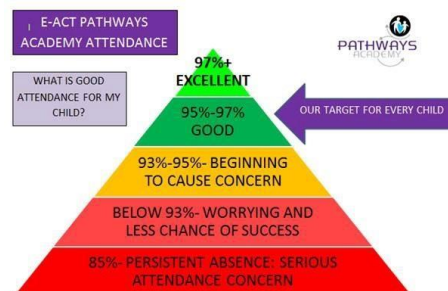 E-ACT PATHWAYS
ACADEMY ATTENDANCE
PATHWAYS
ACADEMY
WHAT IS GOOD
ATTENDANCE FOR MY
CHILD?
97%+
EXCELLENT
95%-97%
GOOD
OUR TARGET FOR EVERY CHILD
93%-95%- BEGINNING
TO CAUSE CONCERN
BELOW 93%- WORRYING AND
LESS CHANCE OF SUCCESS
85%- PERSISTENT ABSENCE: SERIOUS
ATTENDANCE CONCERN